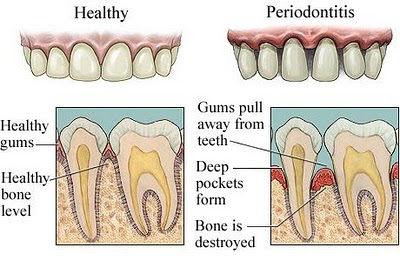 Healthy
Periodontitis
Healthy
gums
Healthy
bone
level
Gums pull
away from
teeth
Deep
pockets
form
Bone is
destroyed